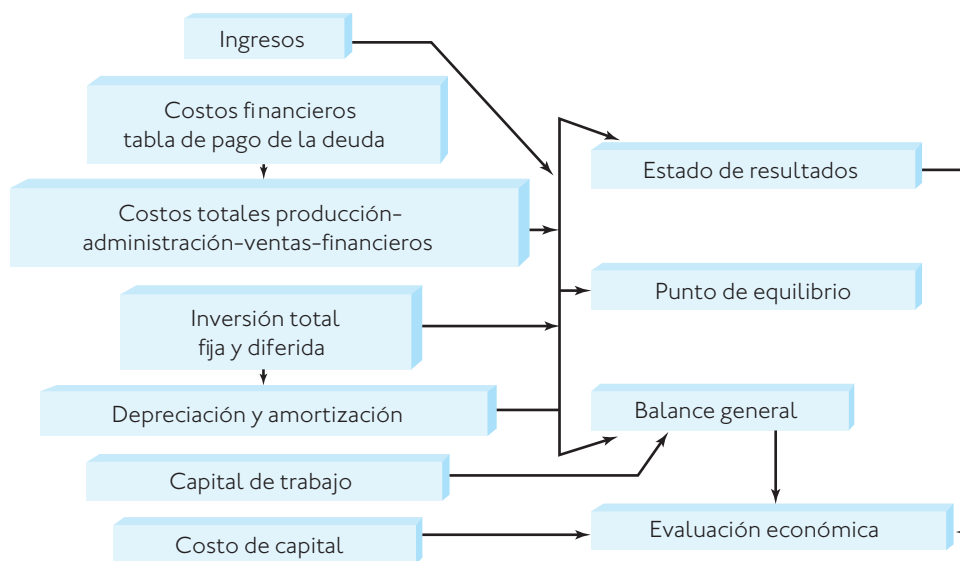 Ingresos
Costos financieros
tabla de pago de la deuda
Costos totales producción-
administración-ventas-financieros
Inversión total
fija y diferida
Depreciación y amortización
Capital de trabajo
Costo de capital
Estado de resultados
Punto de equilibrio
Balance general
Evaluación económica